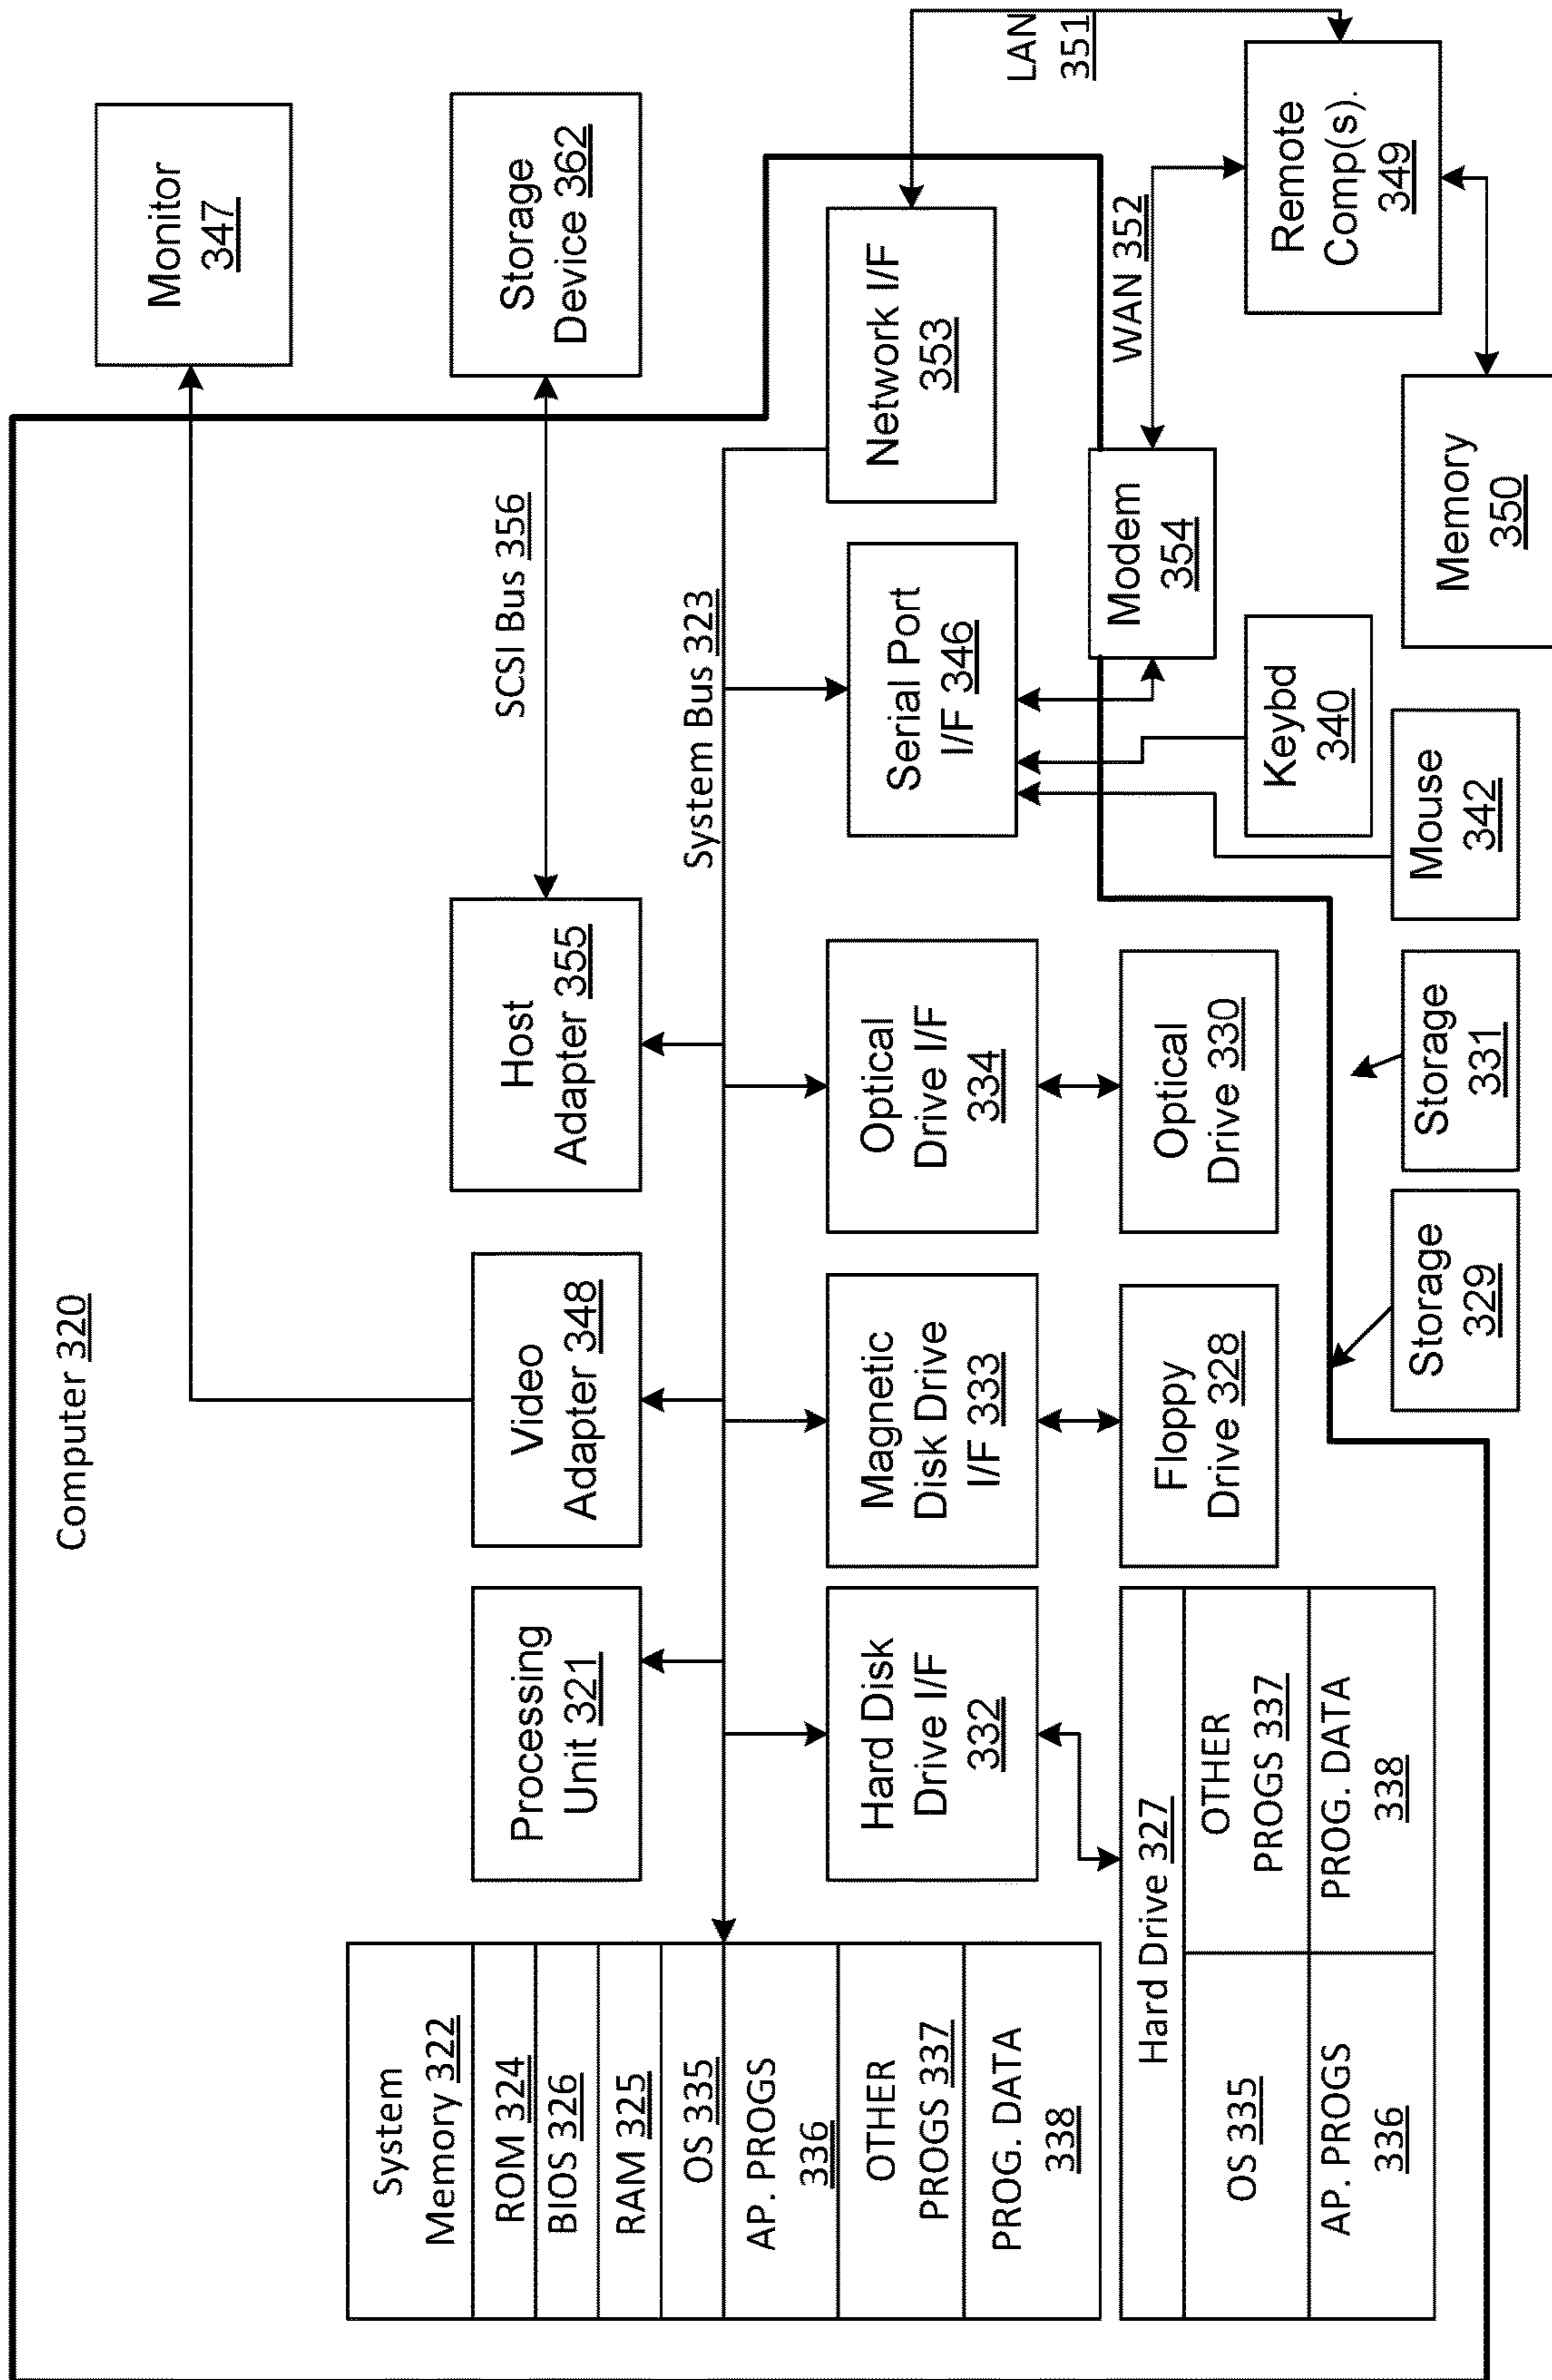 Computer 320
Monitor
347
System
Memory 322
ROM 324
BIOS 326
RAM 325
OS 335
AP. PROGS
336
OTHER
PROGS 337
PROG. DATA
338
Processing
Unit 321
Video
Adapter 348
Host
Adapter 355
SCSI Bus 356
Storage
Device 362
System Bus 323
Hard Disk
Drive I/F
332
Magnetic
Disk Drive
I/F 333
Optical
Drive I/F
334
Serial Port
I/F 346
Network I/F
353
LAN
351
Hard Drive 327
OS 335
OTHER
PROGS 337
AP. PROGS
336
PROG. DATA
338
Floppy
Drive 328
Optical
Drive 330
Modem
354
WAN 352
Remote
Comp(s).
349
Keybd
340
Storage
329
Storage
331
Mouse
342
Memory
350